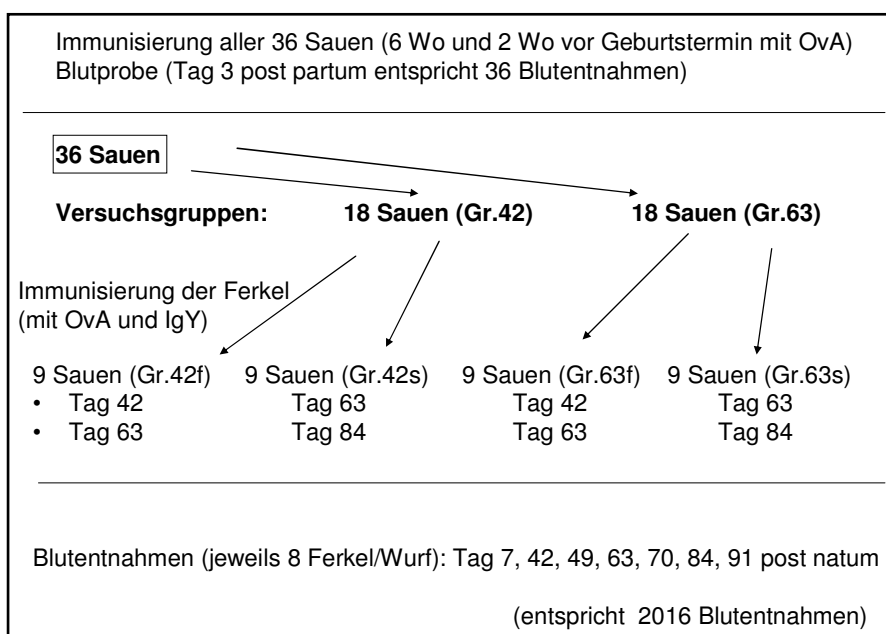 Immunisierung aller 36 Sauen (6 Wo und 2 Wo vor Geburtstermin mit OvA)
Blutprobe (Tag 3 post partum entspricht 36 Blutentnahmen)
36 Sauen
Versuchsgruppen: 18 Sauen (Gr.42) 18 Sauen (Gr.63)
Immunisierung der Ferkel
(mit OvA und IgY)
9 Sauen (Gr.42f) 9 Sauen (Gr.42s) 9 Sauen (Gr.63f) 9 Sauen (Gr.63s)
• Tag 42 Tag 63 Tag 42 Tag 63
• Tag 63 Tag 84 Tag 63 Tag 84
Blutentnahmen (jeweils 8 Ferkel/Wurf): Tag 7, 42, 49, 63, 70, 84, 91 post natum
(entspricht 2016 Blutentnahmen)